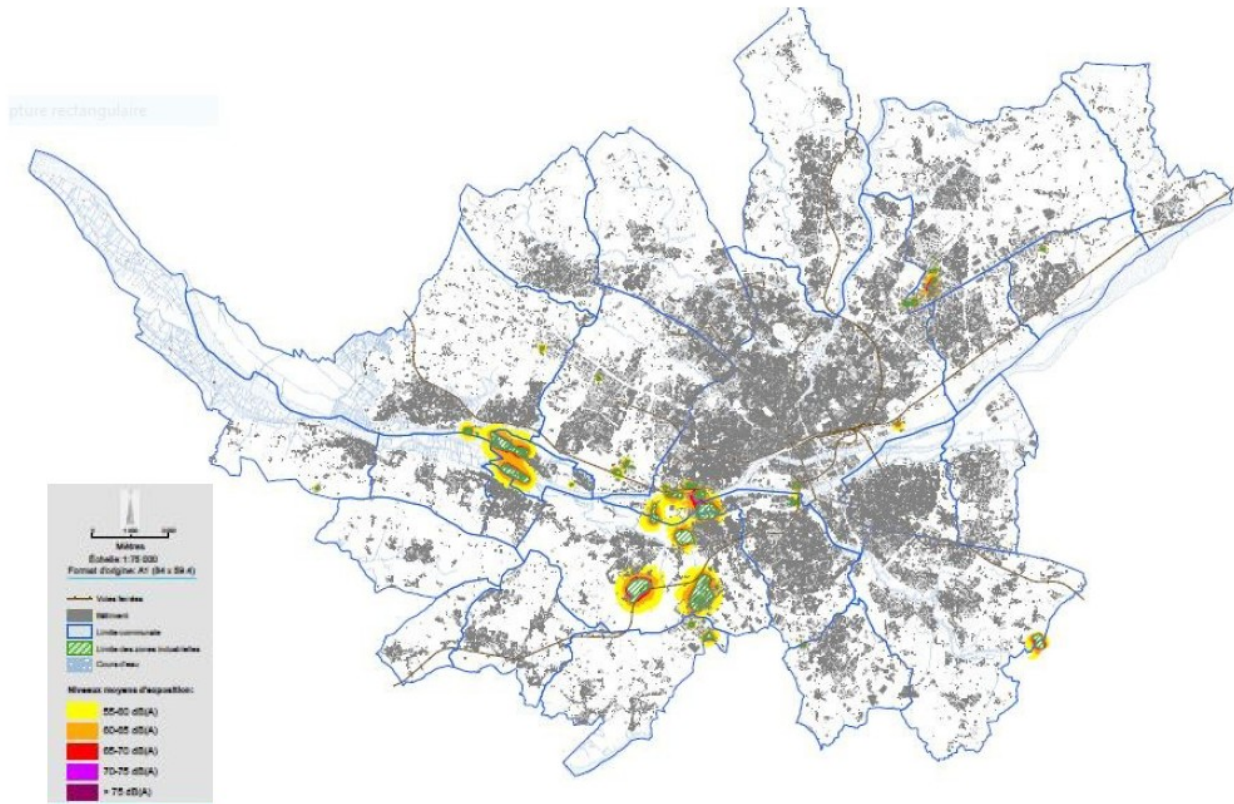 pture rectangulaire
Mètres
Échelle: 1:75 000
Format d'origine: A1 (84 x 59.4)
Voies ferrées
Bâtiment
Limite communale
Limite des zones industrielles
Cours d'eau
Niveaux moyens d'exposition:
55-60 dB(A)
60-65 dB(A)
65-70 dB(A)
70-75 dB(A)
> 75 dB(A)